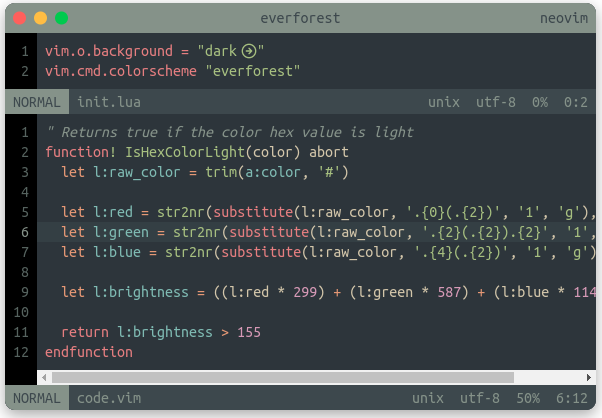 everforest neovim
1 vim.o.background = "dark"
2 vim.cmd.colorscheme "everforest"
NORMAL init.lua unix utf-8 0% 0:2
1 " Returns true if the color hex value is light
2 function! IsHexColorLight(color) abort
3 let l:raw_color = trim(a:color, '#')
4
5 let l:red = str2nr(substitute(l:raw_color, '.{0}(.{2})', '1', 'g'),
6 let l:green = str2nr(substitute(l:raw_color, '.{2}(.{2}).{2}', '1',
7 let l:blue = str2nr(substitute(l:raw_color, '.{4}(.{2})', '1', 'g')
8
9 let l:brightness = ((l:red * 299) + (l:green * 587) + (l:blue * 114
10
11 return l:brightness > 155
12 endfunction
NORMAL code.vim unix utf-8 50% 6:12